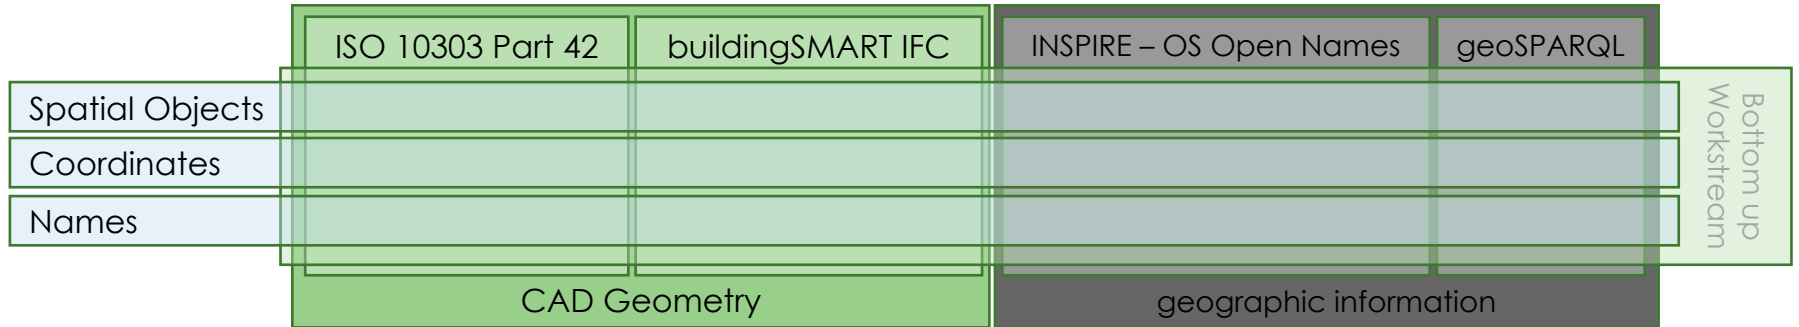 ISO 10303 Part 42
buildingSMART IFC
INSPIRE – OS Open Names
geoSPARQL
Spatial Objects
Coordinates
Names
Bottom up
Workstream
CAD Geometry
geographic information